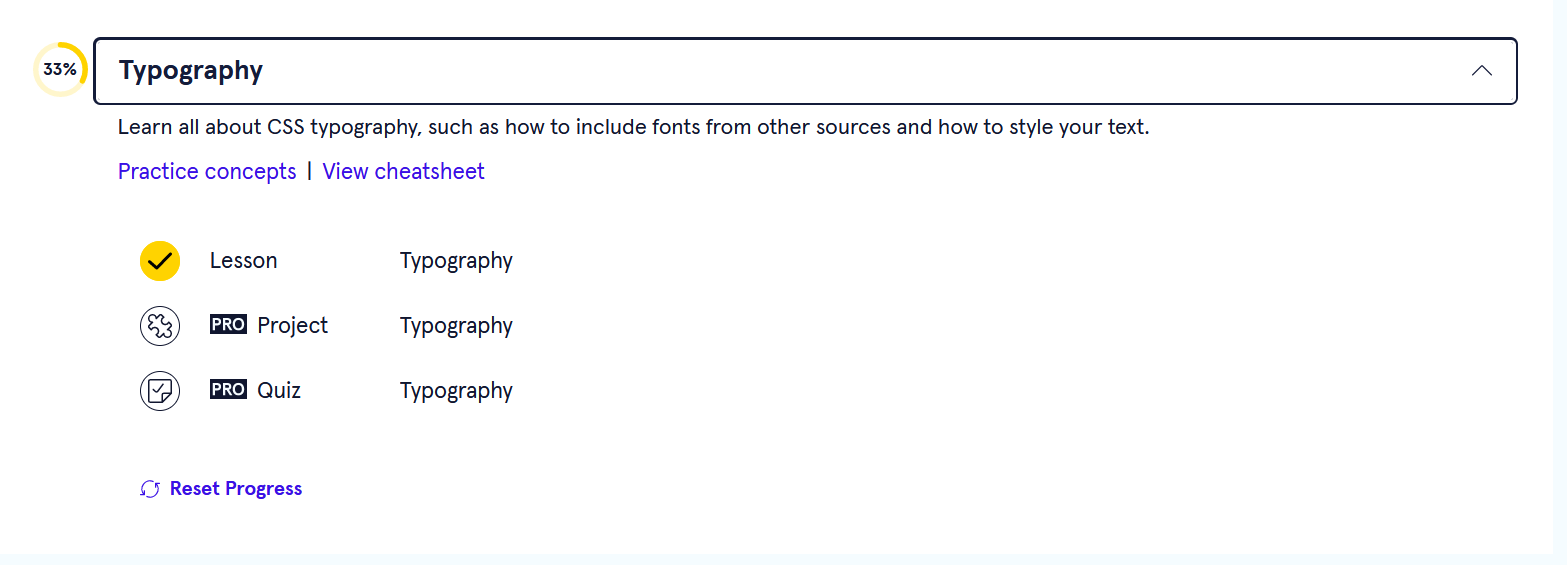 33%
Typography
Learn all about CSS typography, such as how to include fonts from other sources and how to style your text.
Practice concepts | View cheatsheet
Lesson Typography
PRO Project Typography
PRO Quiz Typography
Reset Progress